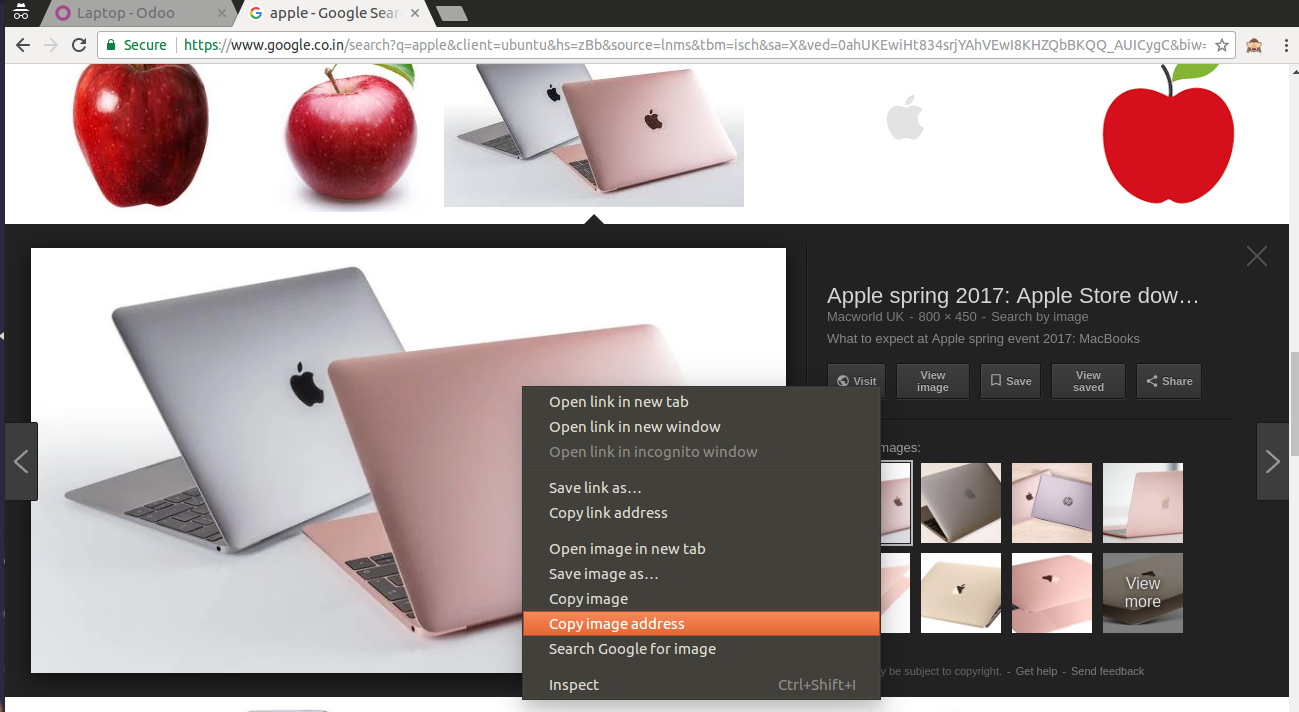 Laptop - Odoo
apple - Google Sear
Secure
https://www.google.co.in/search?q=apple&client=ubuntu&hs=zBb&source=lnms&tbm=isch&sa=X&ved=0ahUKEwiHt834srjYAhVEwI8KHZQbBKQQ_AUICygC&biw=
Apple spring 2017: Apple Store dow…
Macworld UK - 800 × 450 - Search by image
What to expect at Apple spring event 2017: MacBooks
Visit
View image
Save
View saved
Share
Open link in new tab
Open link in new window
Open link in incognito window
Save link as…
Copy link address
Open image in new tab
Save image as…
Copy image
Copy image address
Search Google for image
Inspect Ctrl+Shift+I
mages:
View
more
y be subject to copyright. - Get help - Send feedback